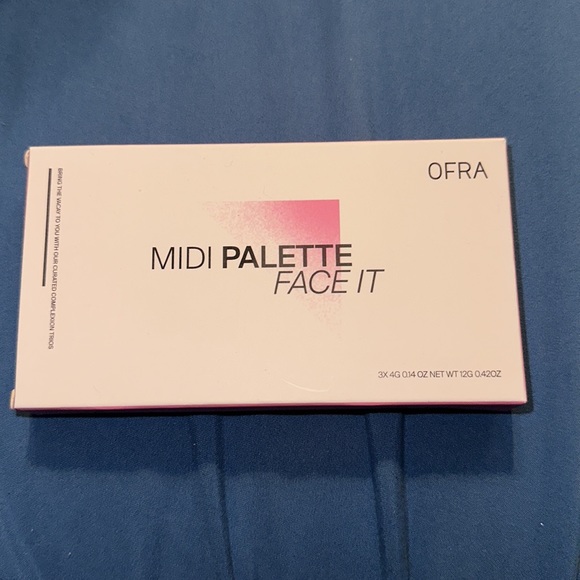 OFRA
BRING THE VACAY TO YOU WITH OUR CURATED COMPLEXION TRIOS
MIDI PALETTE
FACE IT
3X 4G 0.14 OZ NET WT 12G 0.42OZ